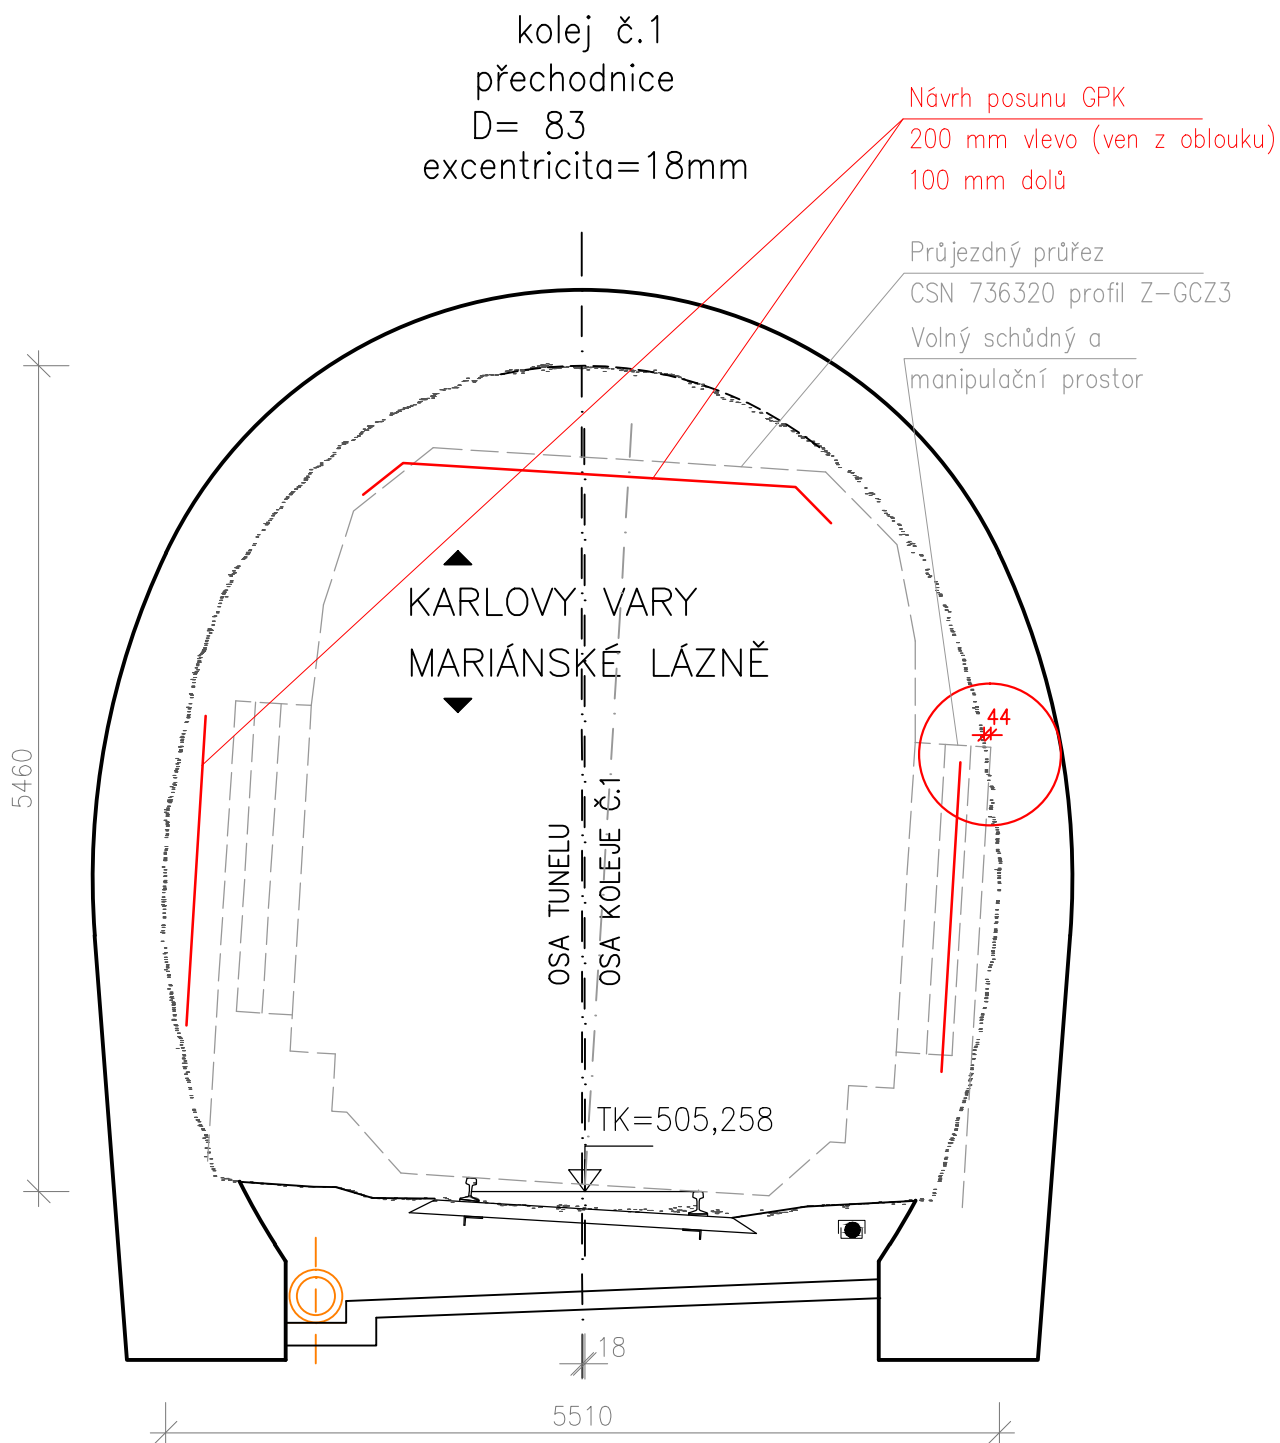 kolej č.1
přechodnice
D= 83
excentricita=18mm
Návrh posunu GPK
200 mm vlevo (ven z oblouku)
100 mm dolů
Průjezdný průřez
CSN 736320 profil Z-GCZ3
Volný schůdný a
manipulační prostor
KARLOVY VARY
MARIÁNSKÉ LÁZNĚ
44
5460
OSA TUNELU
OSA KOLEJE Č.1
TK=505,258
18
5510